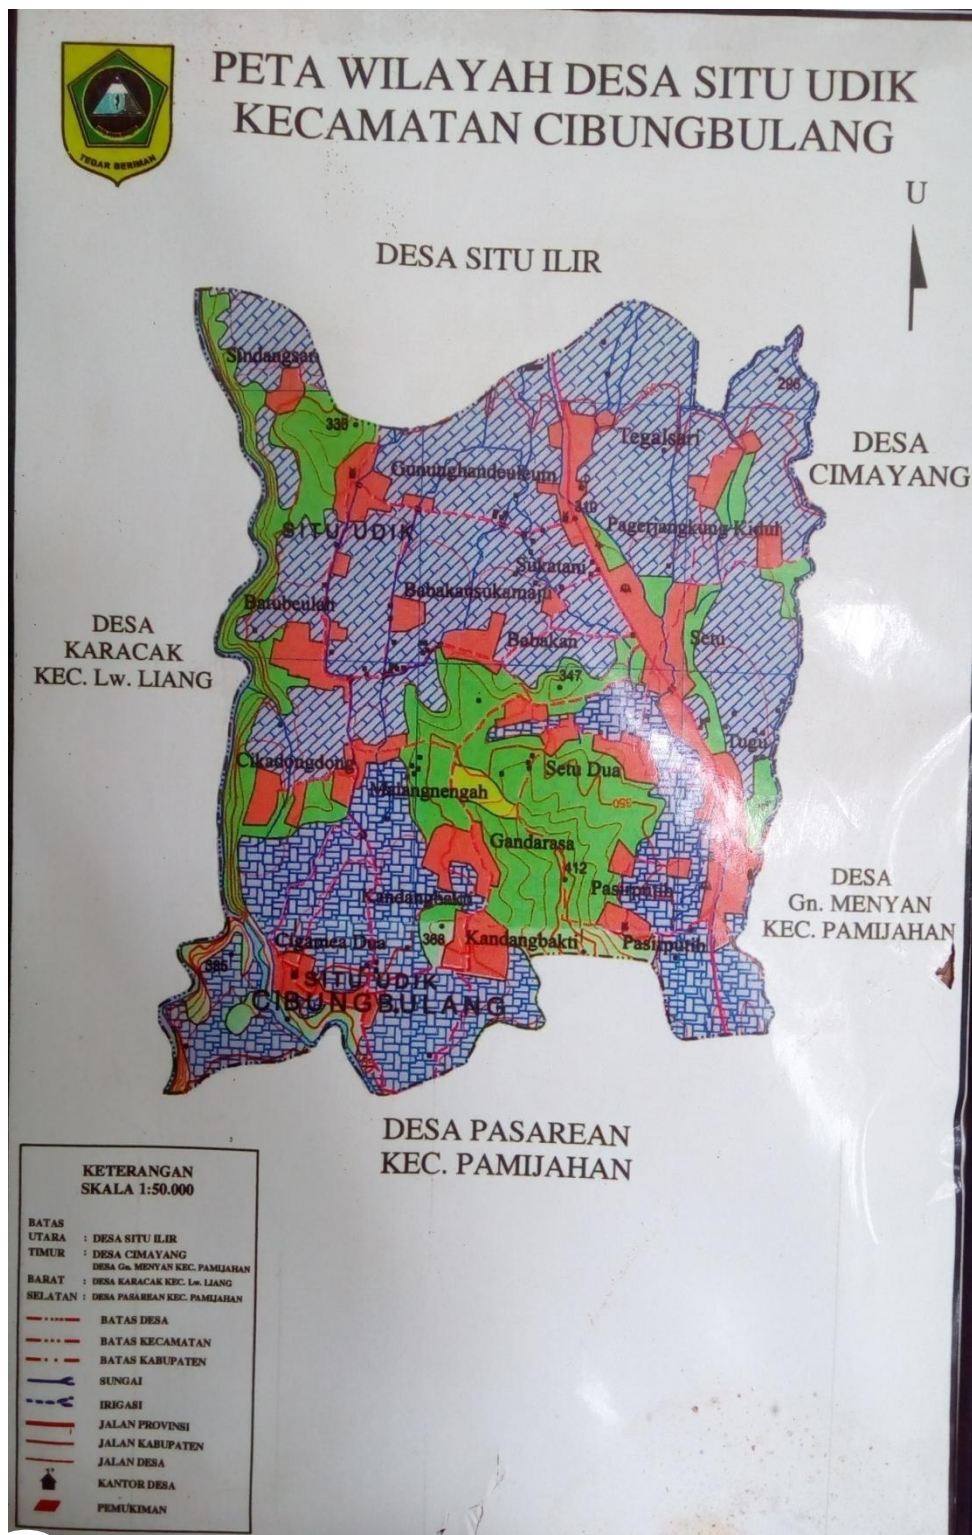 PETA WILAYAH DESA SITU UDIK
KECAMATAN CIBUNGBULANG
TEGAR BERIMAN
U
DESA SITU ILIR
Sindangsari
296
336
Tegalsari
DESA
CIMAYANG
Gununghandeuleum
319
Pagerjangkung Kidul
SITU UDIK
Sukatani
Batubeulah
Babakansukamaju
DESA
KARACAK
KEC. Lw. LIANG
Babakan
Setu
347
Tugu
Cikadongdong
Setu Dua
Matangnengah
350
Gandarasa
412
Pasirputih
Kandangbakti
DESA
Gn. MENYAN
KEC. PAMIJAHAN
Cigamea Dua
366
Kandangbakti
Pasirputih
385
SITU UDIK
CIBUNGBULANG
DESA PASAREAN
KEC. PAMIJAHAN
KETERANGAN
SKALA 1:50.000
BATAS
UTARA : DESA SITU ILIR
TIMUR : DESA CIMAYANG
DESA Gn. MENYAN KEC. PAMIJAHAN
BARAT : DESA KARACAK KEC. Lw. LIANG
SELATAN : DESA PASAREAN KEC. PAMIJAHAN
BATAS DESA
BATAS KECAMATAN
BATAS KABUPATEN
SUNGAI
IRIGASI
JALAN PROVINSI
JALAN KABUPATEN
JALAN DESA
KANTOR DESA
PEMUKIMAN